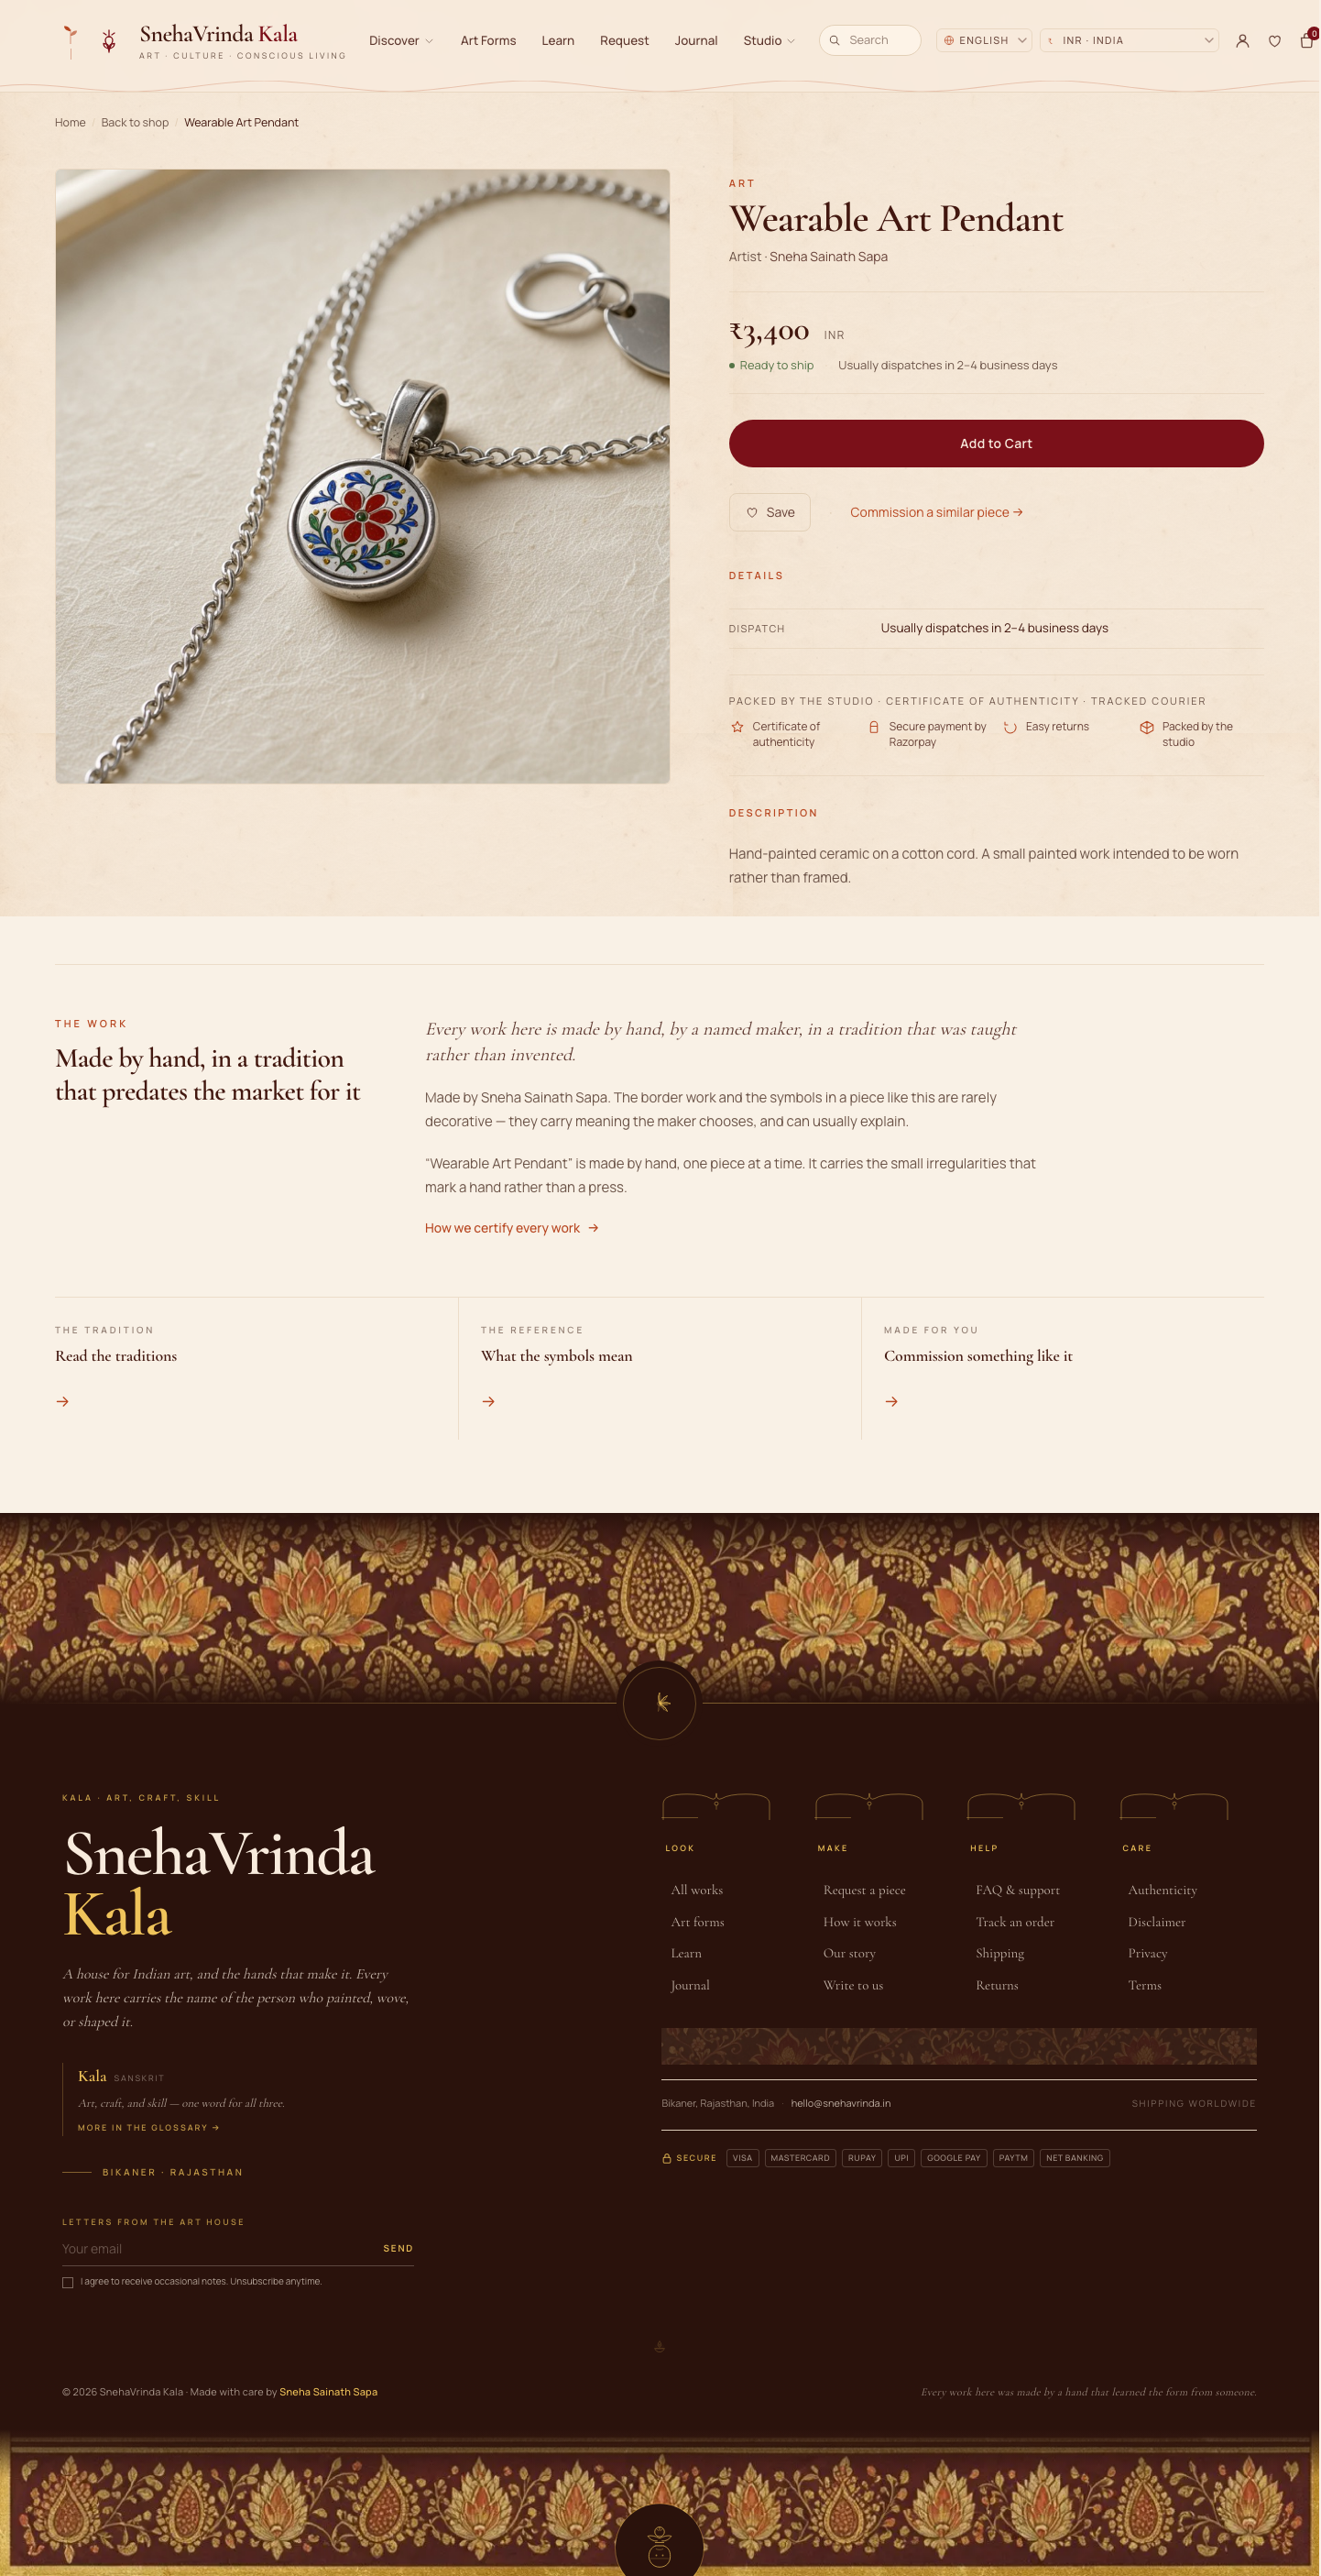 SnehaVrinda Kala
ART · CULTURE · CONSCIOUS LIVING
Discover
Art Forms
Learn
Request
Journal
Studio
Search
ENGLISH
INR · INDIA
0
Home / Back to shop / Wearable Art Pendant
ART
Wearable Art Pendant
Artist · Sneha Sainath Sapa
₹3,400 INR
Ready to ship
Usually dispatches in 2–4 business days
Add to Cart
Save
Commission a similar piece →
DETAILS
DISPATCH
Usually dispatches in 2–4 business days
PACKED BY THE STUDIO · CERTIFICATE OF AUTHENTICITY · TRACKED COURIER
Certificate of
authenticity
Secure payment by
Razorpay
Easy returns
Packed by the
studio
DESCRIPTION
Hand-painted ceramic on a cotton cord. A small painted work intended to be worn
rather than framed.
THE WORK
Made by hand, in a tradition
that predates the market for it
Every work here is made by hand, by a named maker, in a tradition that was taught
rather than invented.
Made by Sneha Sainath Sapa. The border work and the symbols in a piece like this are rarely
decorative — they carry meaning the maker chooses, and can usually explain.
“Wearable Art Pendant” is made by hand, one piece at a time. It carries the small irregularities that
mark a hand rather than a press.
How we certify every work →
THE TRADITION
Read the traditions
→
THE REFERENCE
What the symbols mean
→
MADE FOR YOU
Commission something like it
→
KALA · ART, CRAFT, SKILL
SnehaVrinda
Kala
A house for Indian art, and the hands that make it. Every
work here carries the name of the person who painted, wove,
or shaped it.
Kala SANSKRIT
Art, craft, and skill — one word for all three.
MORE IN THE GLOSSARY →
BIKANER · RAJASTHAN
LETTERS FROM THE ART HOUSE
Your email
SEND
I agree to receive occasional notes. Unsubscribe anytime.
LOOK
All works
Art forms
Learn
Journal
MAKE
Request a piece
How it works
Our story
Write to us
HELP
FAQ & support
Track an order
Shipping
Returns
CARE
Authenticity
Disclaimer
Privacy
Terms
Bikaner, Rajasthan, India · hello@snehavrinda.in
SHIPPING WORLDWIDE
SECURE
VISA
MASTERCARD
RUPAY
UPI
GOOGLE PAY
PAYTM
NET BANKING
© 2026 SnehaVrinda Kala · Made with care by Sneha Sainath Sapa
Every work here was made by a hand that learned the form from someone.